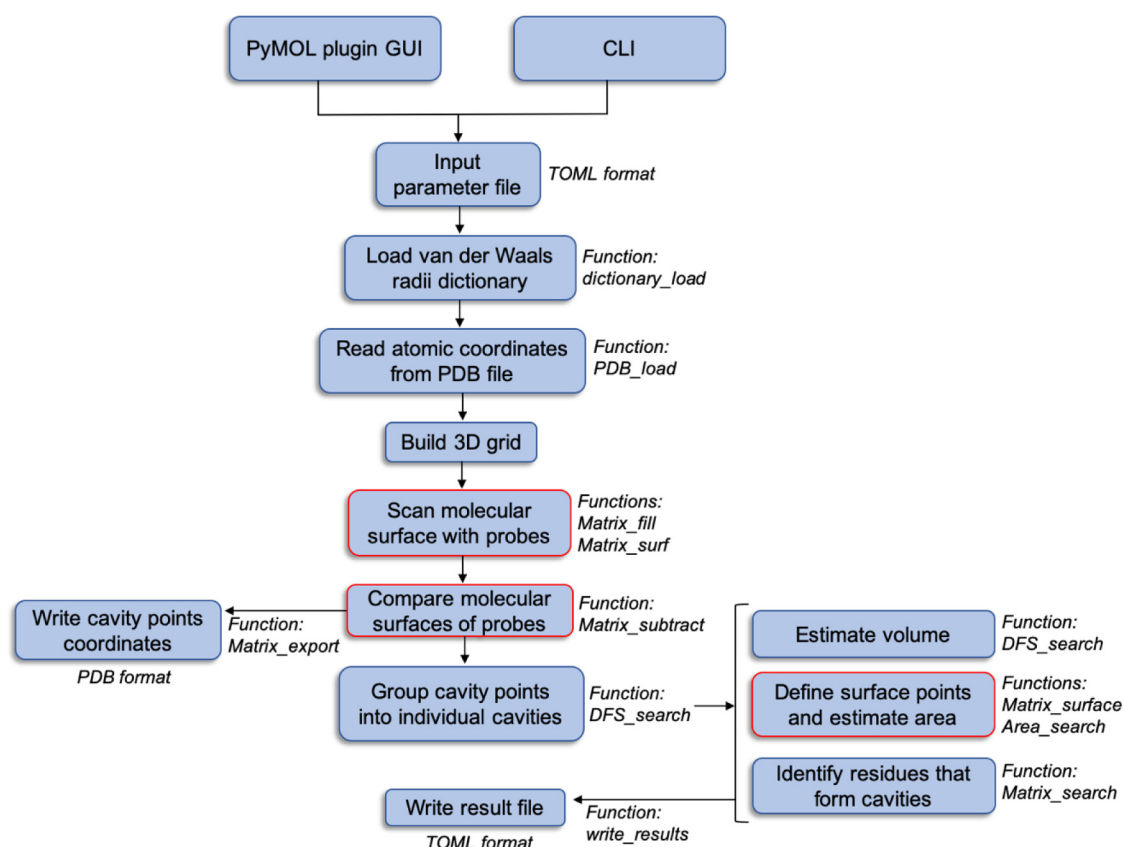 PyMOL plugin GUI
CLI
Input
parameter file
TOML format
Load van der Waals
radii dictionary
Function:
dictionary_load
Read atomic coordinates
from PDB file
Function:
PDB_load
Build 3D grid
Scan molecular
surface with probes
Functions:
Matrix_fill
Matrix_surf
Compare molecular
surfaces of probes
Function:
Matrix_subtract
Write cavity points
coordinates
Function:
Matrix_export
PDB format
Group cavity points
into individual cavities
Function:
DFS_search
Estimate volume
Function:
DFS_search
Define surface points
and estimate area
Functions:
Matrix_surface
Area_search
Identify residues that
form cavities
Function:
Matrix_search
Write result file
Function:
write_results
TOML format